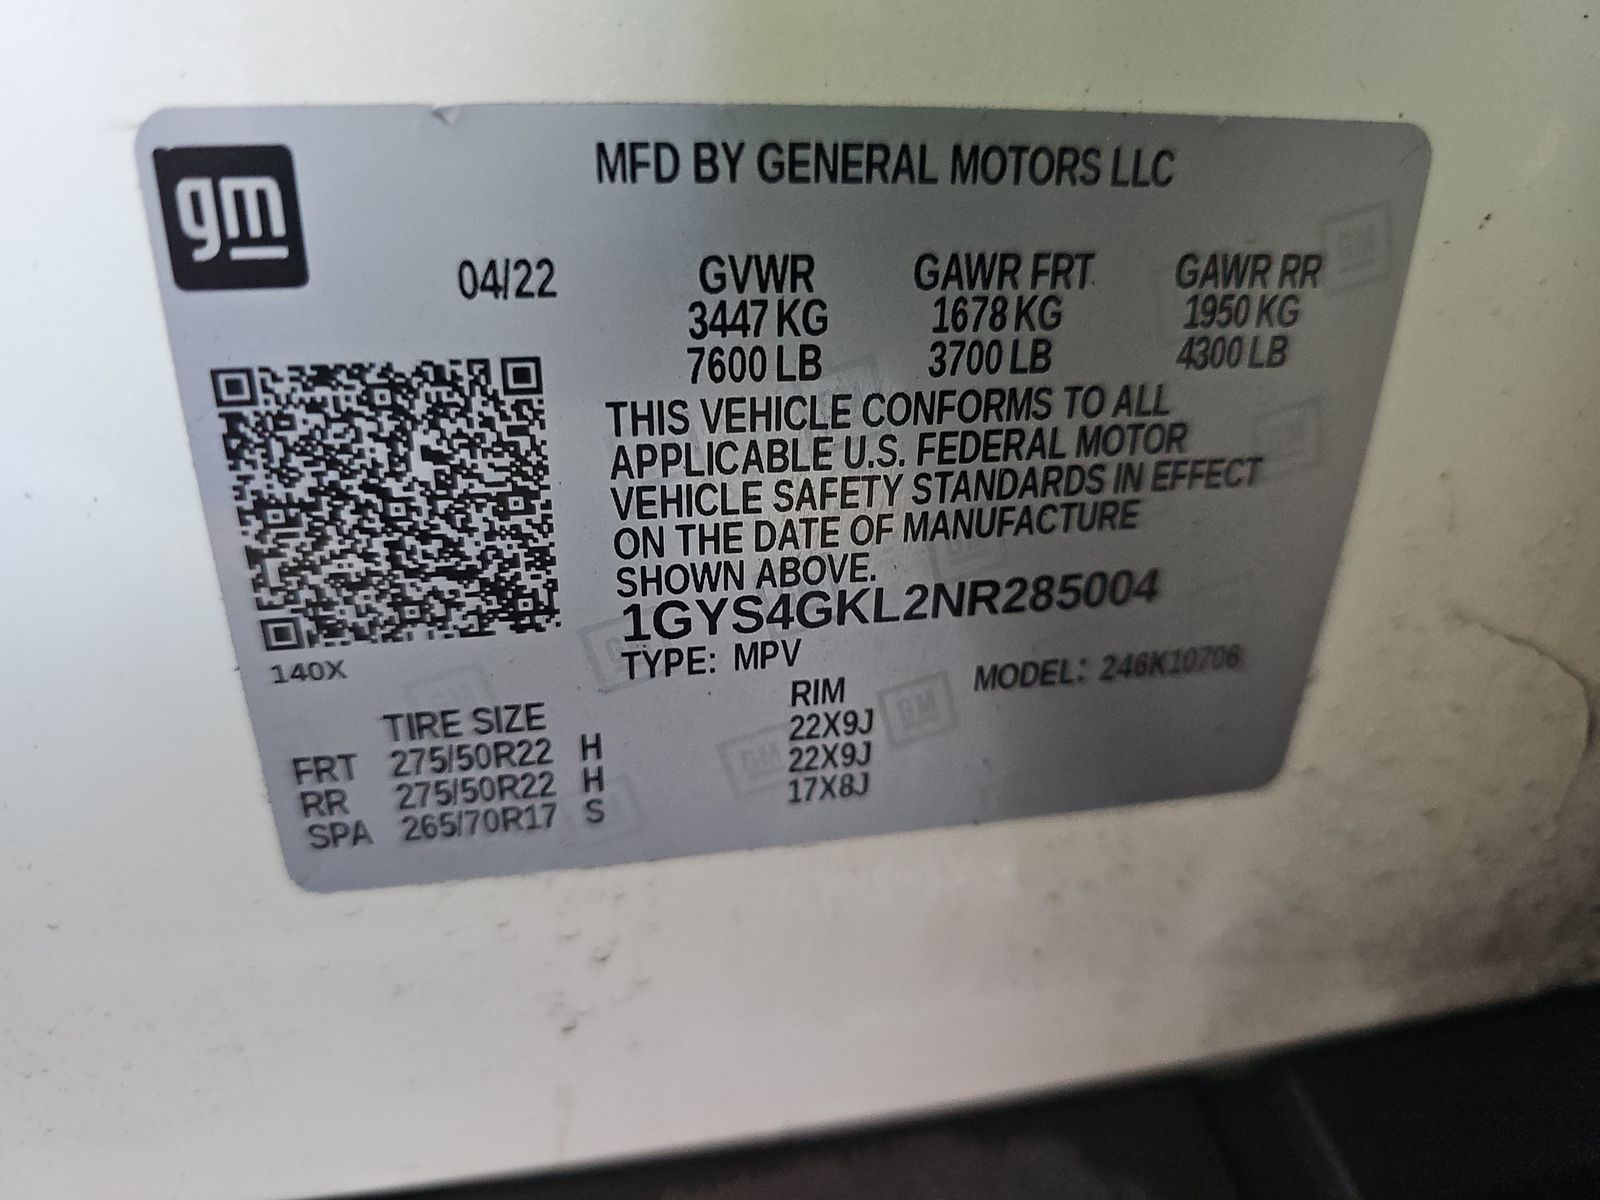 gm
MFD BY GENERAL MOTORS LLC
04/22 GVWR GAWR FRT GAWR RR
3447 KG 1678 KG 1950 KG
7600 LB 3700 LB 4300 LB
THIS VEHICLE CONFORMS TO ALL
APPLICABLE U.S. FEDERAL MOTOR
VEHICLE SAFETY STANDARDS IN EFFECT
ON THE DATE OF MANUFACTURE
SHOWN ABOVE.
1GYS4GKL2NR285004
140X
TYPE: MPV MODEL: 246K10706
TIRE SIZE RIM
FRT 275/50R22 H 22X9J
RR 275/50R22 H 22X9J
SPA 265/70R17 S 17X8J